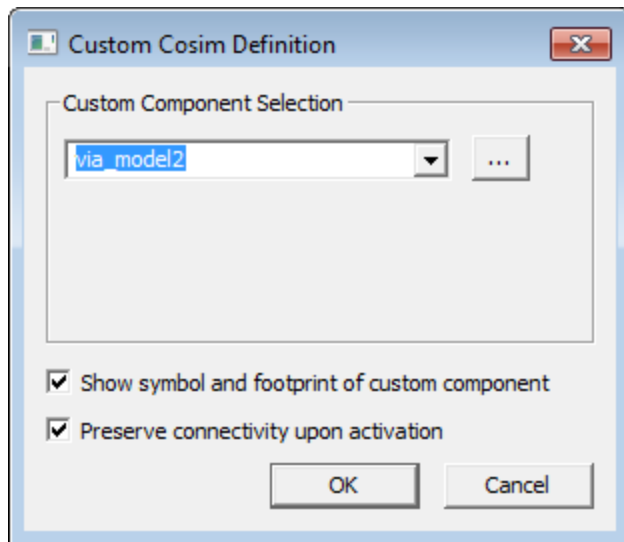 Custom Cosim Definition
Custom Component Selection
via_model2
...
Show symbol and footprint of custom component
Preserve connectivity upon activation
OK
Cancel